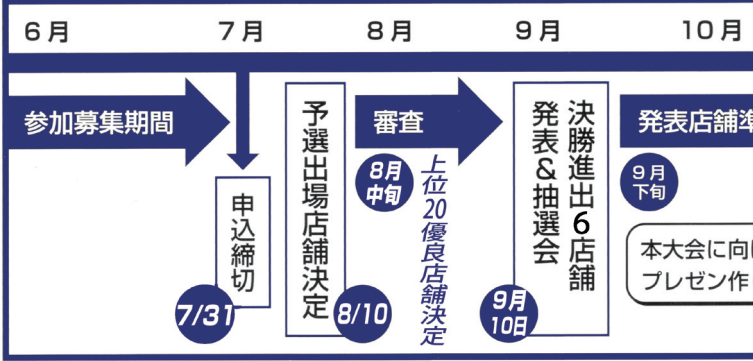 6月
7月
8月
9月
10月
参加募集期間
申込締切
7/31
予選出場店舗決定
8/10
審査
8月
中旬
上位20優良店舗決定
決勝進出6店舗
発表&抽選会
9月
10日
発表店舗準
9月
下旬
本大会に向け
プレゼン作